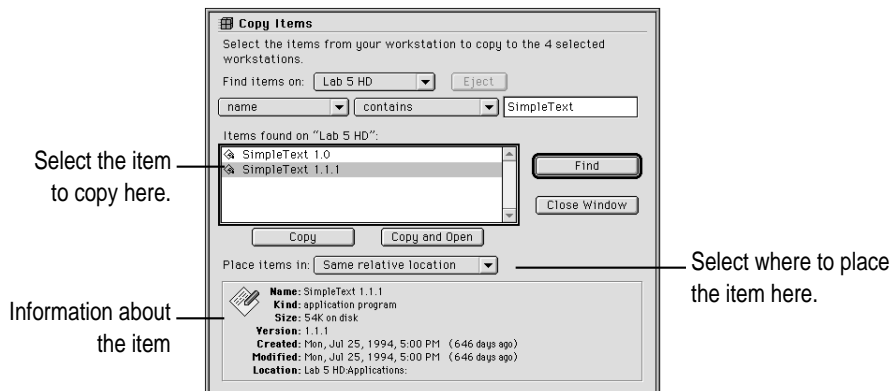 Copy Items
Select the items from your workstation to copy to the 4 selected
workstations.
Find items on: Lab 5 HD Eject
name contains SimpleText
Items found on "Lab 5 HD":
SimpleText 1.0
SimpleText 1.1.1
Find
Close Window
Copy Copy and Open
Place items in: Same relative location
Name: SimpleText 1.1.1
Kind: application program
Size: 54K on disk
Version: 1.1.1
Created: Mon, Jul 25, 1994, 5:00 PM (646 days ago)
Modified: Mon, Jul 25, 1994, 5:00 PM (646 days ago)
Location: Lab 5 HD:Applications:
Select the item
to copy here.
Select where to place
the item here.
Information about
the item